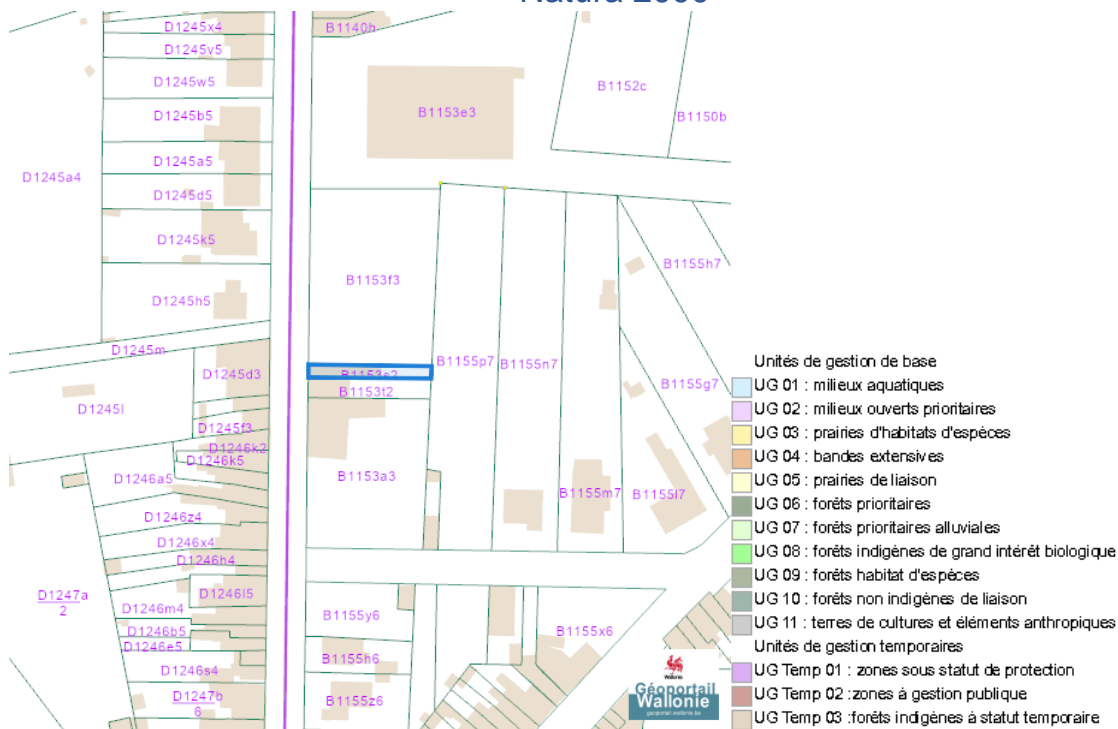 Natura 2000
D1245x4
B1140h
D1245v5
D1245w5
B1152c
D1245b5
B1153e3
B1150b
D1245a5
D1245a4
D1245d5
D1245k5
B1155h7
B1153f3
D1245h5
D1245m
B1155p7
B1155n7
D1245d3
B1155g7
B1153t2
D1245l
D1245f3
D1246k2
D1246k5
D1246a5
B1153a3
B1155m7
B1155l7
D1246z4
D1246x4
D1246h4
D1247a
2
D1246l5
D1246m4
B1155y6
D1246b5
B1155x6
D1246e5
B1155h6
D1246s4
D1247b
6
B1155z6
Unités de gestion de base
UG 01 : milieux aquatiques
UG 02 : milieux ouverts prioritaires
UG 03 : prairies d'habitats d'espèces
UG 04 : bandes extensives
UG 05 : prairies de liaison
UG 06 : forêts prioritaires
UG 07 : forêts prioritaires alluviales
UG 08 : forêts indigènes de grand intérêt biologique
UG 09 : forêts habitat d'espèces
UG 10 : forêts non indigènes de liaison
UG 11 : terres de cultures et éléments anthropiques
Unités de gestion temporaires
UG Temp 01 : zones sous statut de protection
UG Temp 02 :zones à gestion publique
UG Temp 03 :forêts indigènes à statut temporaire
Wallonie
Géoportail
Wallonie
geoportail.wallonie.be